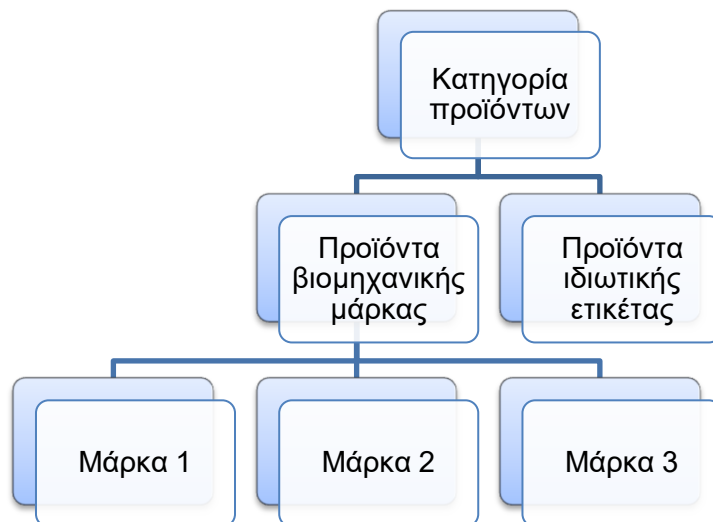 Κατηγορία
προϊόντων
Προϊόντα
βιομηχανικής
μάρκας
Προϊόντα
ιδιωτικής
ετικέτας
Μάρκα 1
Μάρκα 2
Μάρκα 3